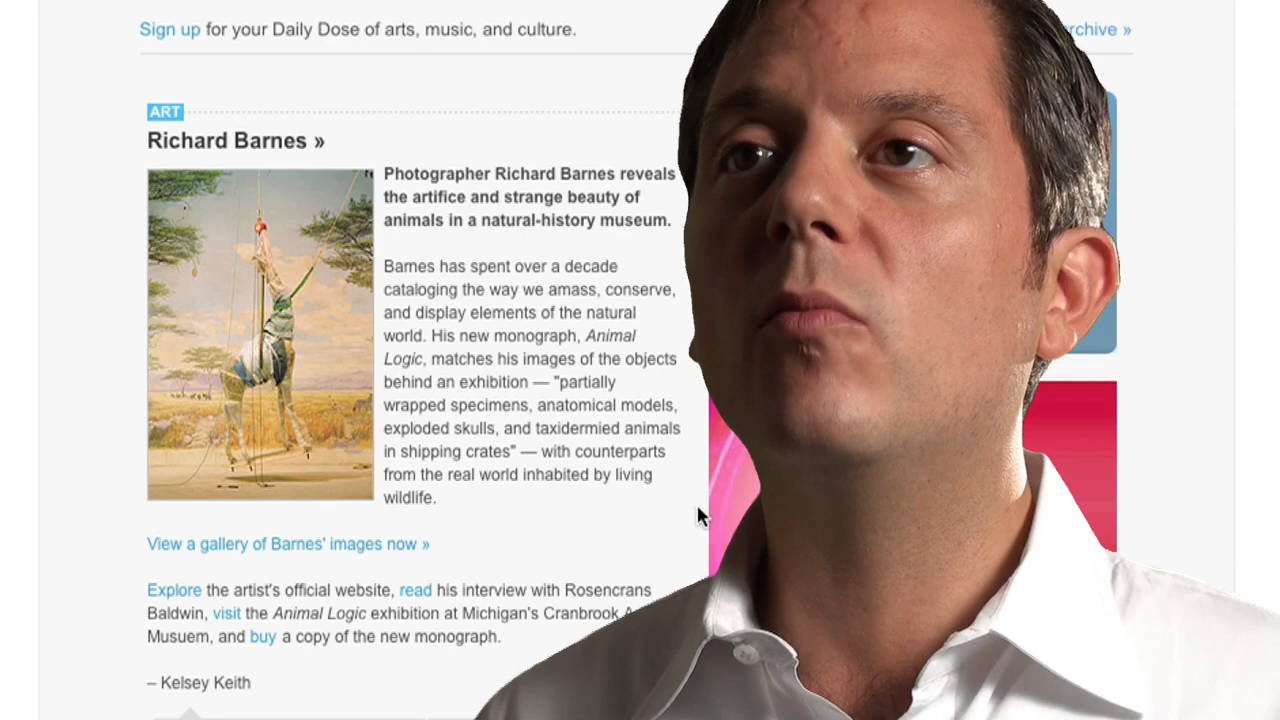 Sign up for your Daily Dose of arts, music, and culture.
rchive »
ART
Richard Barnes »
Photographer Richard Barnes reveals
the artifice and strange beauty of
animals in a natural-history museum.
Barnes has spent over a decade
cataloging the way we amass, conserve,
and display elements of the natural
world. His new monograph, Animal
Logic, matches his images of the objects
behind an exhibition — "partially
wrapped specimens, anatomical models,
exploded skulls, and taxidermied animals
in shipping crates" — with counterparts
from the real world inhabited by living
wildlife.
View a gallery of Barnes' images now »
Explore the artist's official website, read his interview with Rosencrans
Baldwin, visit the Animal Logic exhibition at Michigan's Cranbrook
Musuem, and buy a copy of the new monograph.
– Kelsey Keith